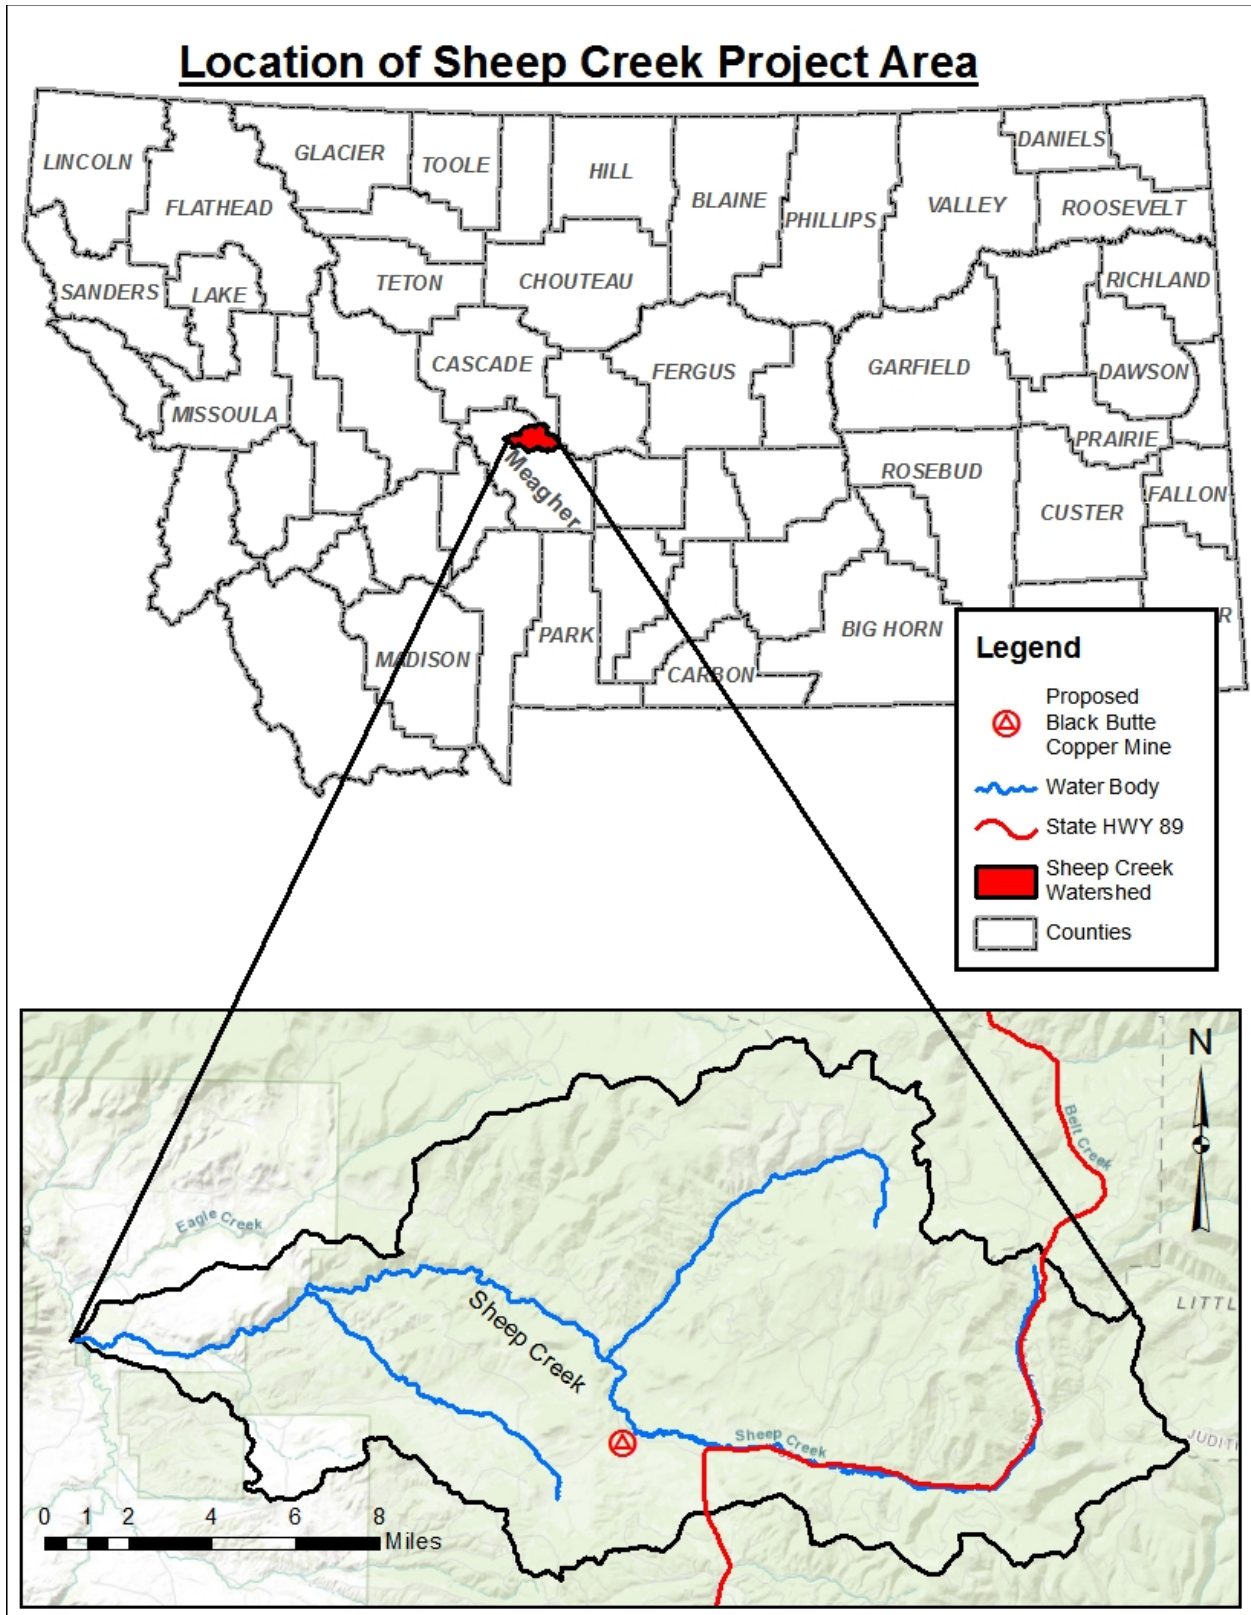 Location of Sheep Creek Project Area
LINCOLN
FLATHEAD
GLACIER
TOOLE
HILL
BLAINE
PHILLIPS
VALLEY
DANIELS
ROOSEVELT
SANDERS
LAKE
TETON
CHOUTEAU
RICHLAND
CASCADE
FERGUS
GARFIELD
DAWSON
MISSOULA
PRAIRIE
Meagher
ROSEBUD
CUSTER
FALLON
MADISON
PARK
CARBON
BIG HORN
R
Legend
Proposed
Black Butte
Copper Mine
Water Body
State HWY 89
Sheep Creek
Watershed
Counties
N
Belt Creek
Eagle Creek
Sheep Creek
Sheep Creek
LITTL
JUDITH
0 1 2 4 6 8
Miles